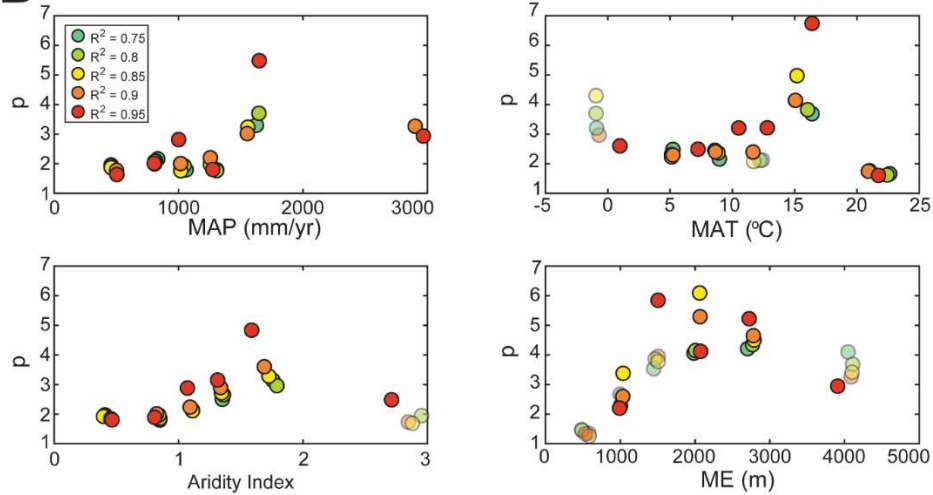 7
6
5
4
3
2
1
p
R² = 0.75
R² = 0.8
R² = 0.85
R² = 0.9
R² = 0.95
0 1000 2000 3000
MAP (mm/yr)
7
6
5
4
3
2
1
p
-5 0 5 10 15 20 25
MAT (ºC)
7
6
5
4
3
2
1
p
0 1 2 3
Aridity Index
7
6
5
4
3
2
1
p
0 1000 2000 3000 4000 5000
ME (m)